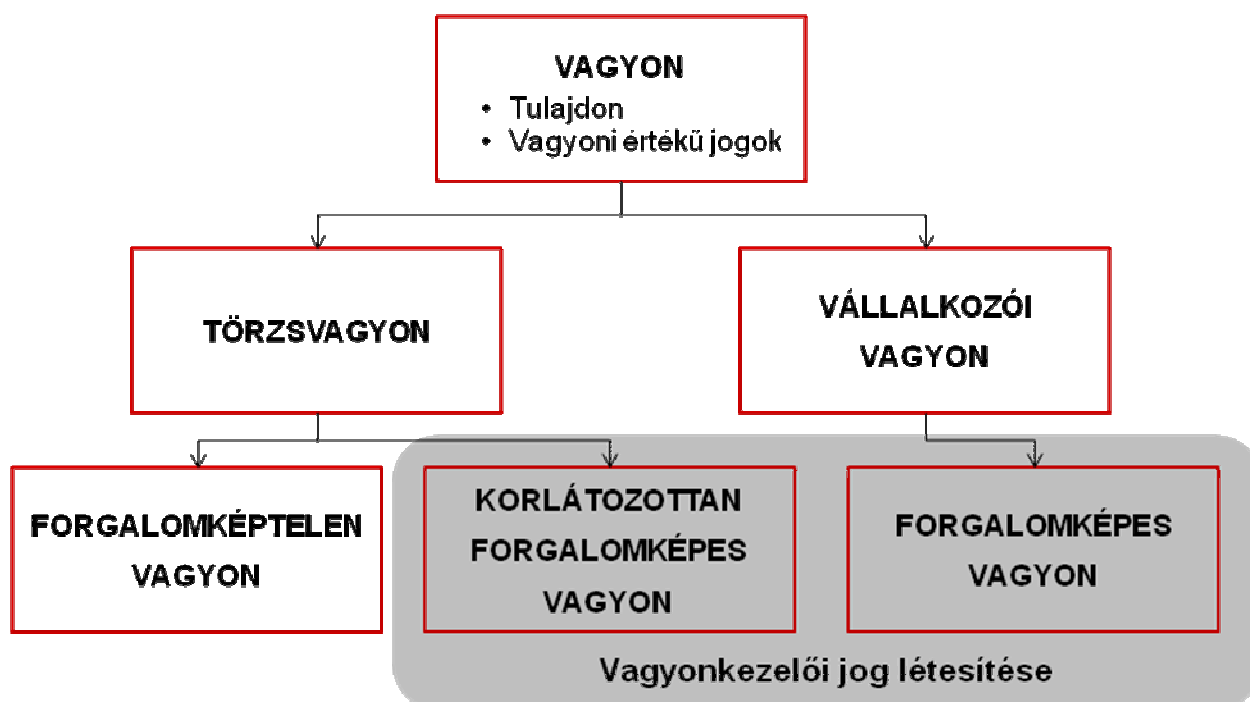 VAGYON
• Tulajdon
• Vagyoni értékű jogok
TÖRZSVAGYON
VÁLLALKOZÓI
VAGYON
FORGALOMKÉPTELEN
VAGYON
KORLÁTOZOTTAN
FORGALOMKÉPES
VAGYON
FORGALOMKÉPES
VAGYON
Vagyonkezelői jog létesítése